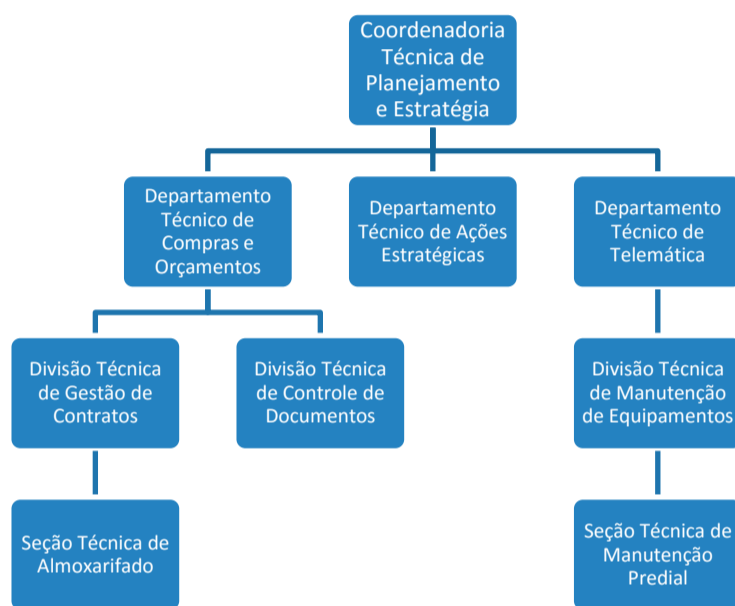 Coordenadoria
Técnica de
Planejamento
e Estratégia
Departamento
Técnico de
Compras e
Orçamentos
Departamento
Técnico de Ações
Estratégicas
Departamento
Técnico de
Telemática
Divisão Técnica
de Gestão de
Contratos
Divisão Técnica
de Controle de
Documentos
Divisão Técnica
de Manutenção
de Equipamentos
Seção Técnica de
Almoxarifado
Seção Técnica de
Manutenção
Predial